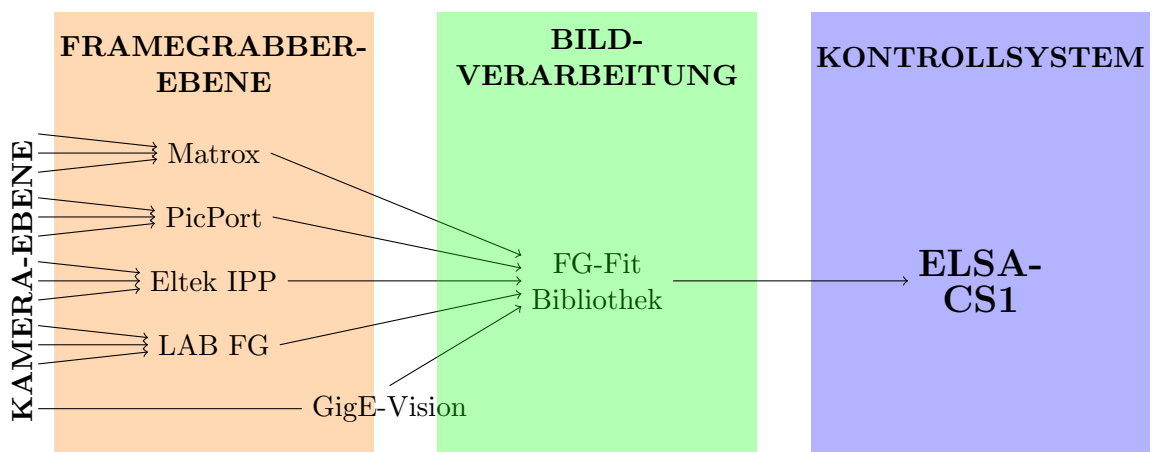 FRAMEGRABBER-
EBENE
BILD-
VERARBEITUNG
KONTROLLSYSTEM
KAMERA-EBENE
Matrox
PicPort
Eltek IPP
LAB FG
GigE-Vision
FG-Fit
Bibliothek
ELSA-
CS1